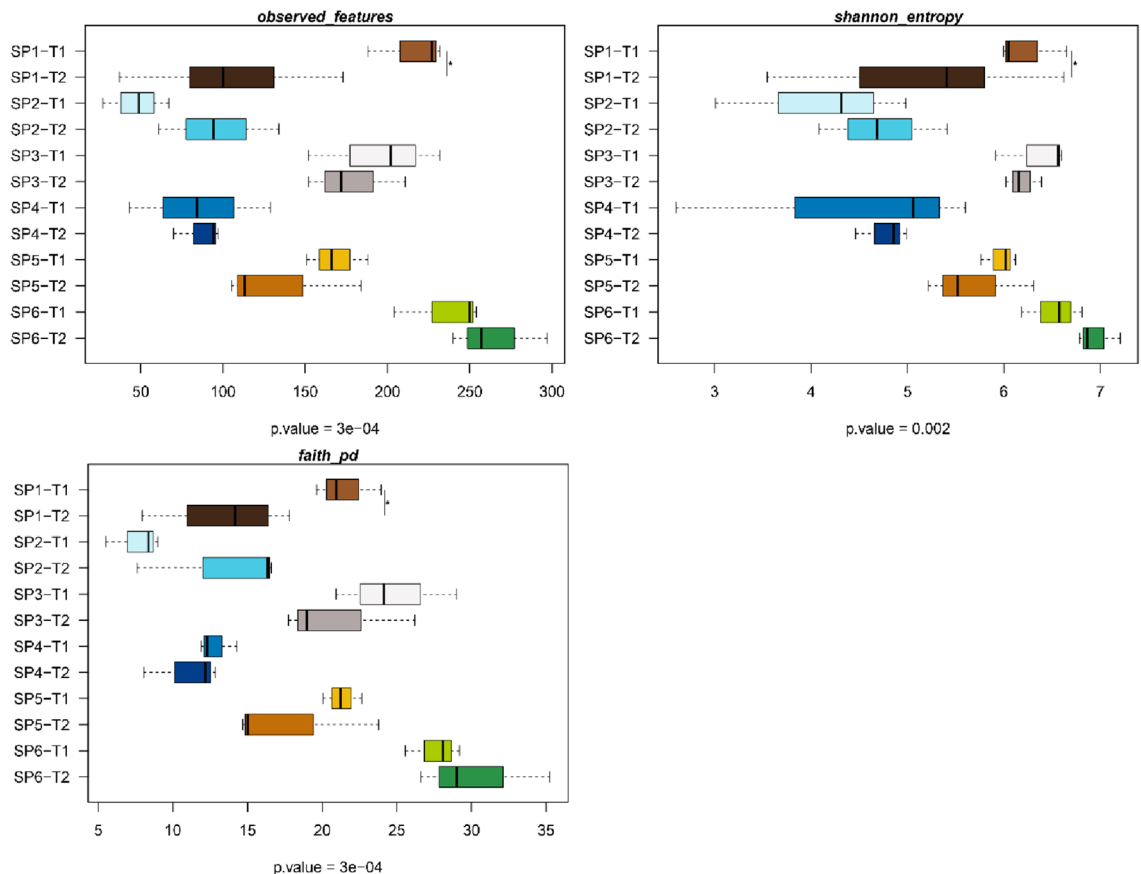 observed_features
SP1-T1
SP1-T2
SP2-T1
SP2-T2
SP3-T1
SP3-T2
SP4-T1
SP4-T2
SP5-T1
SP5-T2
SP6-T1
SP6-T2
*
50 100 150 200 250 300
p.value = 3e-04
shannon_entropy
SP1-T1
SP1-T2
SP2-T1
SP2-T2
SP3-T1
SP3-T2
SP4-T1
SP4-T2
SP5-T1
SP5-T2
SP6-T1
SP6-T2
*
3 4 5 6 7
p.value = 0.002
faith_pd
SP1-T1
SP1-T2
SP2-T1
SP2-T2
SP3-T1
SP3-T2
SP4-T1
SP4-T2
SP5-T1
SP5-T2
SP6-T1
SP6-T2
*
5 10 15 20 25 30 35
p.value = 3e-04